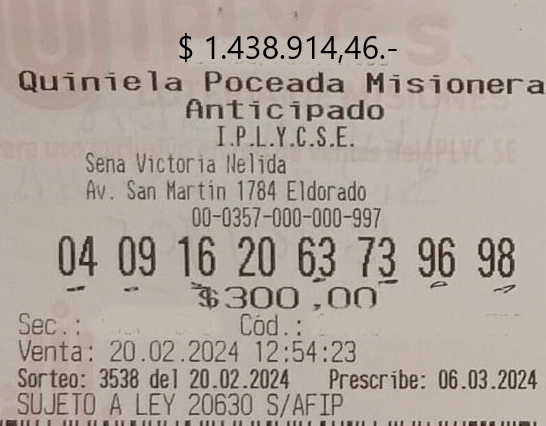 $ 1.438.914,46.-
Quiniela Poceada Misionera
Anticipado
I.P.L.Y.C.S.E.
Sena Victoria Nelida
Av. San Martin 1784 Eldorado
00-0357-000-000-997
04 09 16 20 63 73 96 98
$300,00
Sec.: Cód.:
Venta: 20.02.2024 12:54:23
Sorteo: 3538 del 20.02.2024 Prescribe: 06.03.2024
SUJETO A LEY 20630 S/AFIP